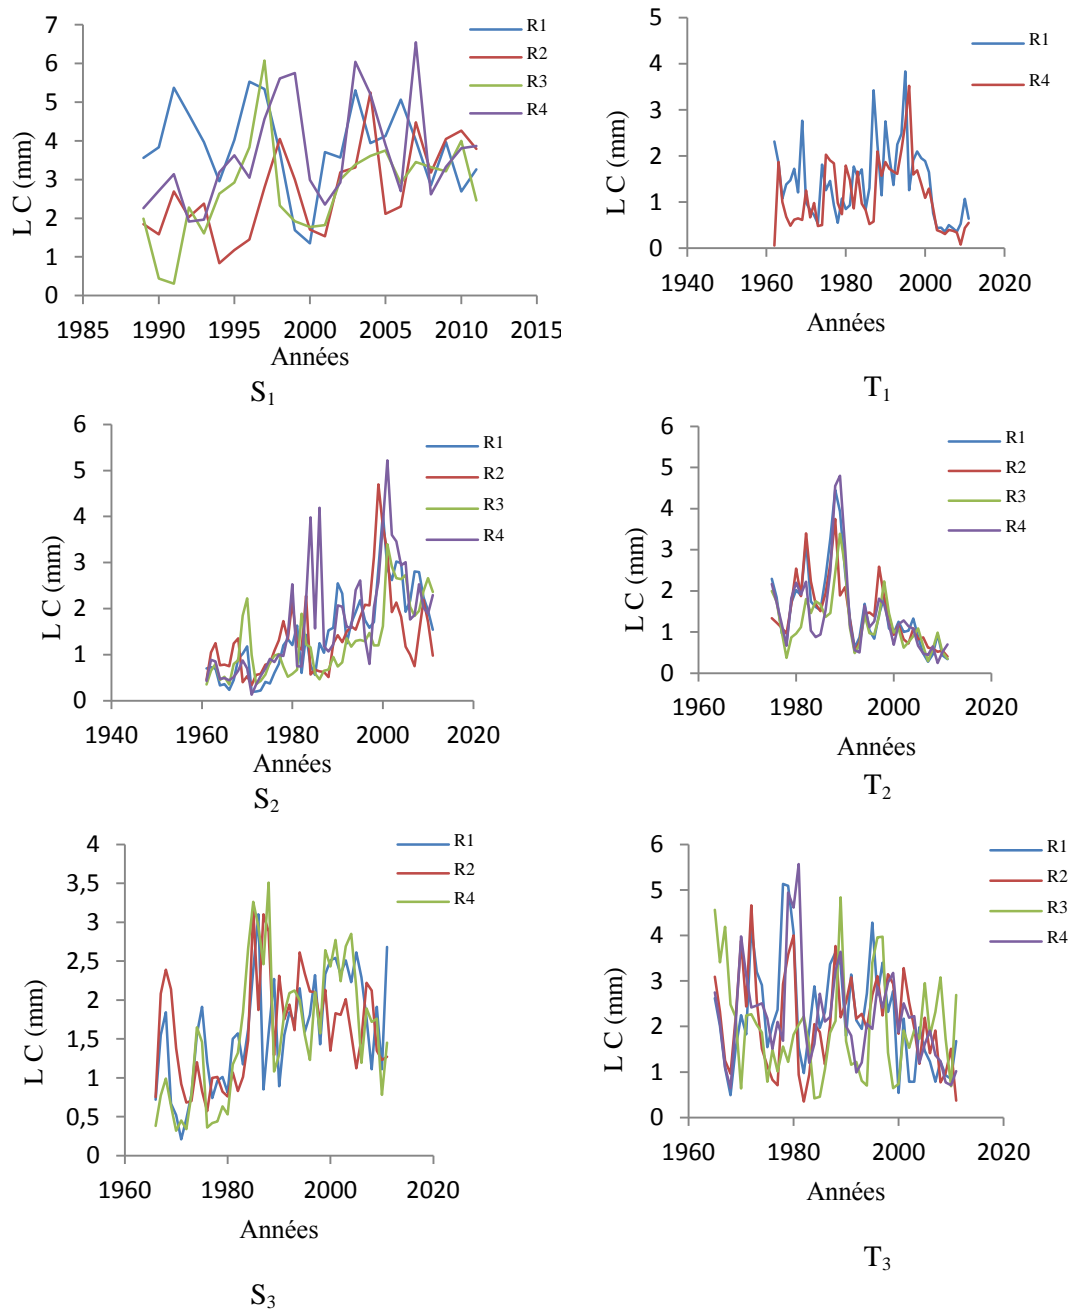 L C (mm)
7
6
5
4
3
2
1
0
1985 1990 1995 2000 2005 2010 2015
Années
R1
R2
R3
R4
S1
L C (mm)
5
4
3
2
1
0
1940 1960 1980 2000 2020
Années
R1
R4
T1
L C (mm)
6
5
4
3
2
1
0
1940 1960 1980 2000 2020
Années
R1
R2
R3
R4
S2
L C (mm)
6
5
4
3
2
1
0
1960 1980 2000 2020
Années
R1
R2
R3
R4
T2
L C (mm)
4
3,5
3
2,5
2
1,5
1
0,5
0
1960 1980 2000 2020
Années
R1
R2
R4
S3
L C (mm)
6
5
4
3
2
1
0
1960 1980 2000 2020
Années
R1
R2
R3
R4
T3